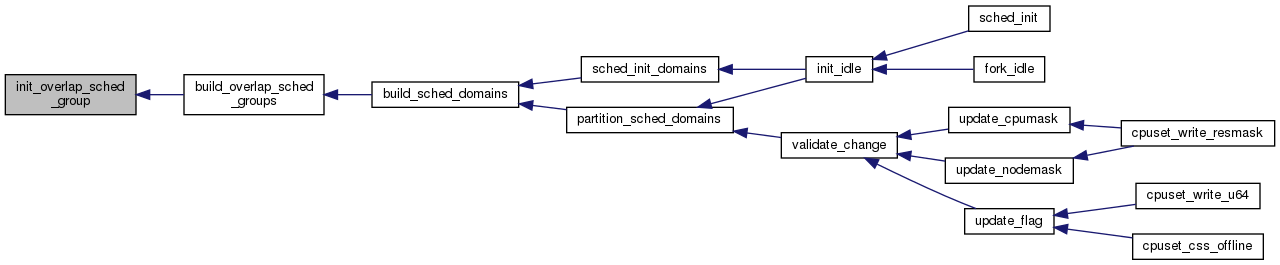 init_overlap_sched
_group
build_overlap_sched
_groups
build_sched_domains
sched_init_domains
partition_sched_domains
init_idle
validate_change
sched_init
fork_idle
update_cpumask
update_nodemask
update_flag
cpuset_write_resmask
cpuset_write_u64
cpuset_css_offline